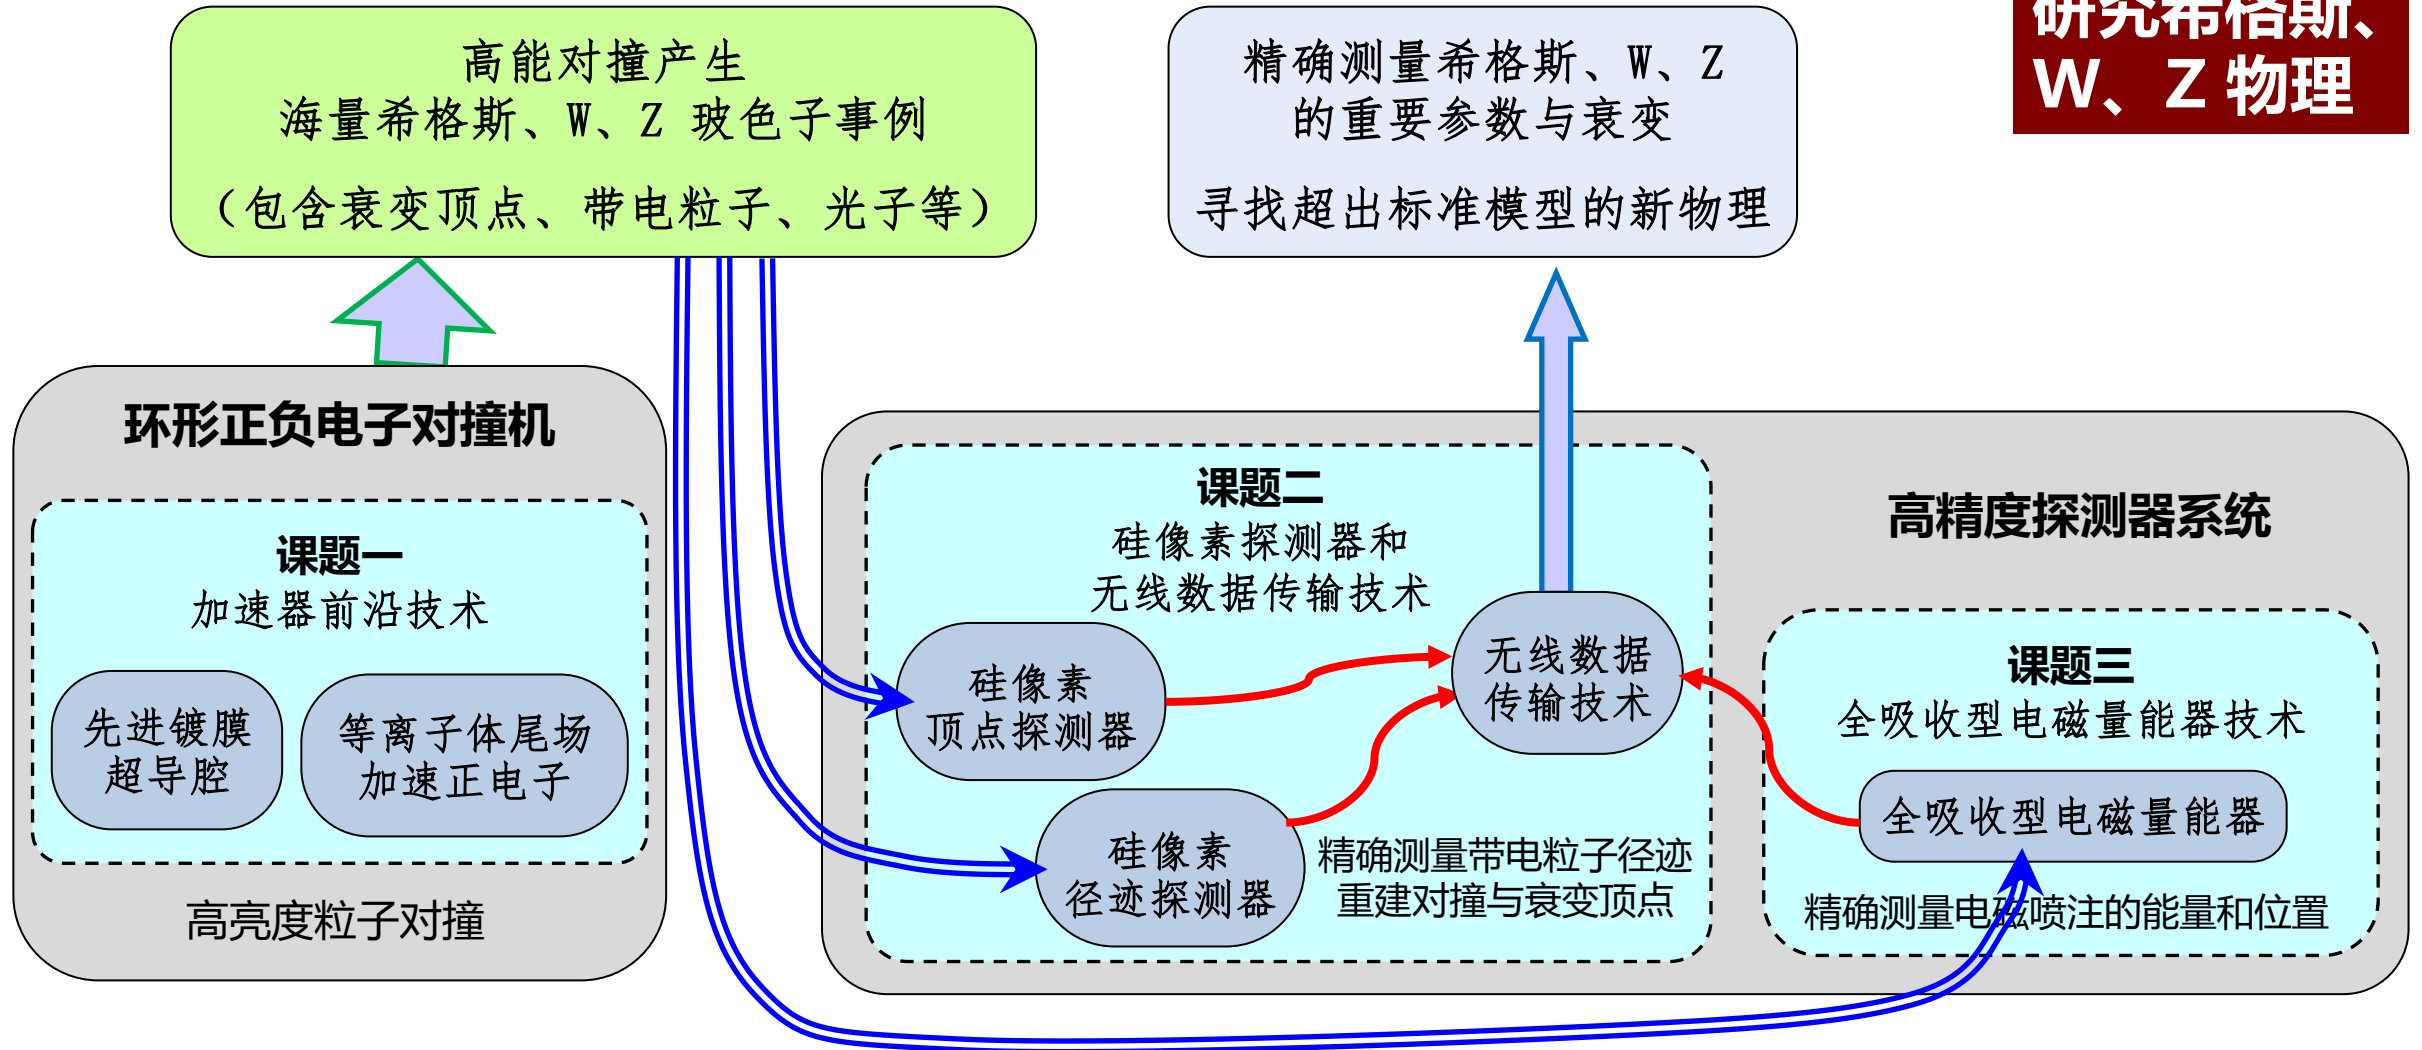 高能对撞产生
海量希格斯、W、Z 玻色子事例
（包含衰变顶点、带电粒子、光子等）
精确测量希格斯、W、Z
的重要参数与衰变
寻找超出标准模型的新物理
研究希格斯、
W、Z 物理
环形正负电子对撞机
课题一
加速器前沿技术
先进镀膜
超导腔
等离子体尾场
加速正电子
高亮度粒子对撞
课题二
硅像素探测器和
无线数据传输技术
硅像素
顶点探测器
无线数据
传输技术
硅像素
径迹探测器
精确测量带电粒子径迹
重建对撞与衰变顶点
高精度探测器系统
课题三
全吸收型电磁量能器技术
全吸收型电磁量能器
精确测量电磁喷注的能量和位置